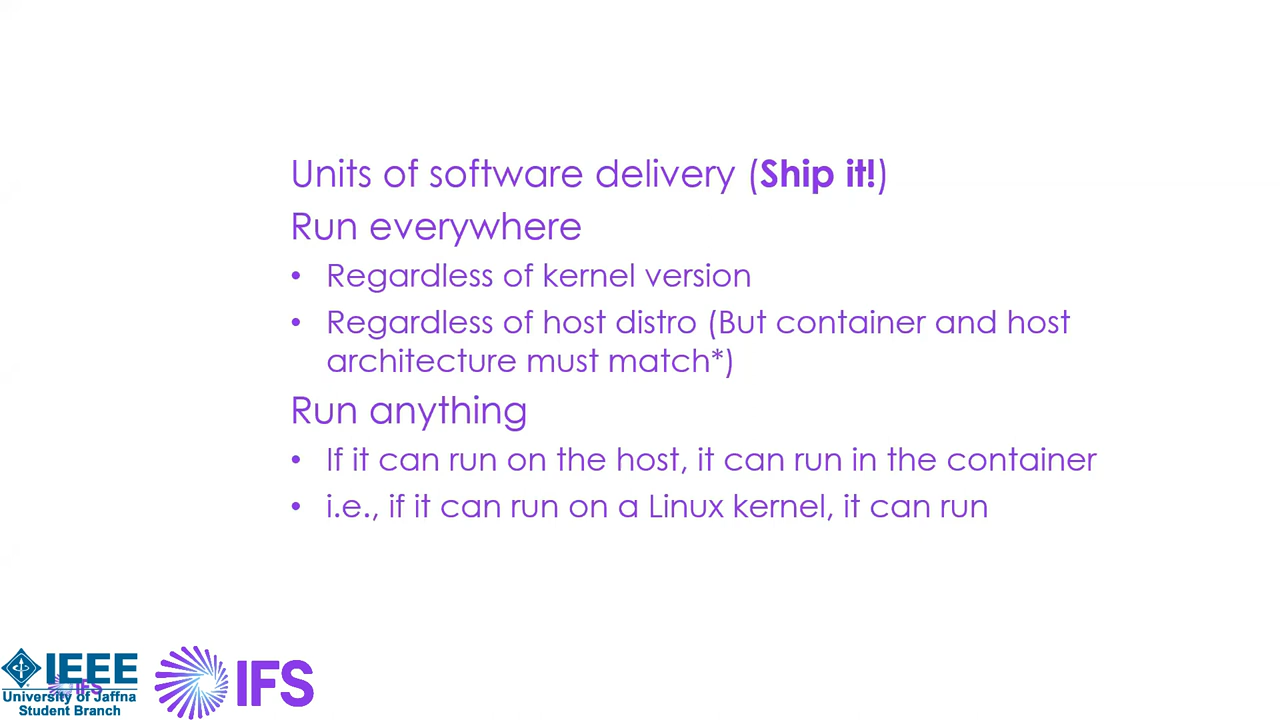 Units of software delivery (Ship it!)
Run everywhere
• Regardless of kernel version
• Regardless of host distro (But container and host
architecture must match*)
Run anything
• If it can run on the host, it can run in the container
• i.e., if it can run on a Linux kernel, it can run
IEEE
IFS
University of Jaffna
Student Branch
IFS